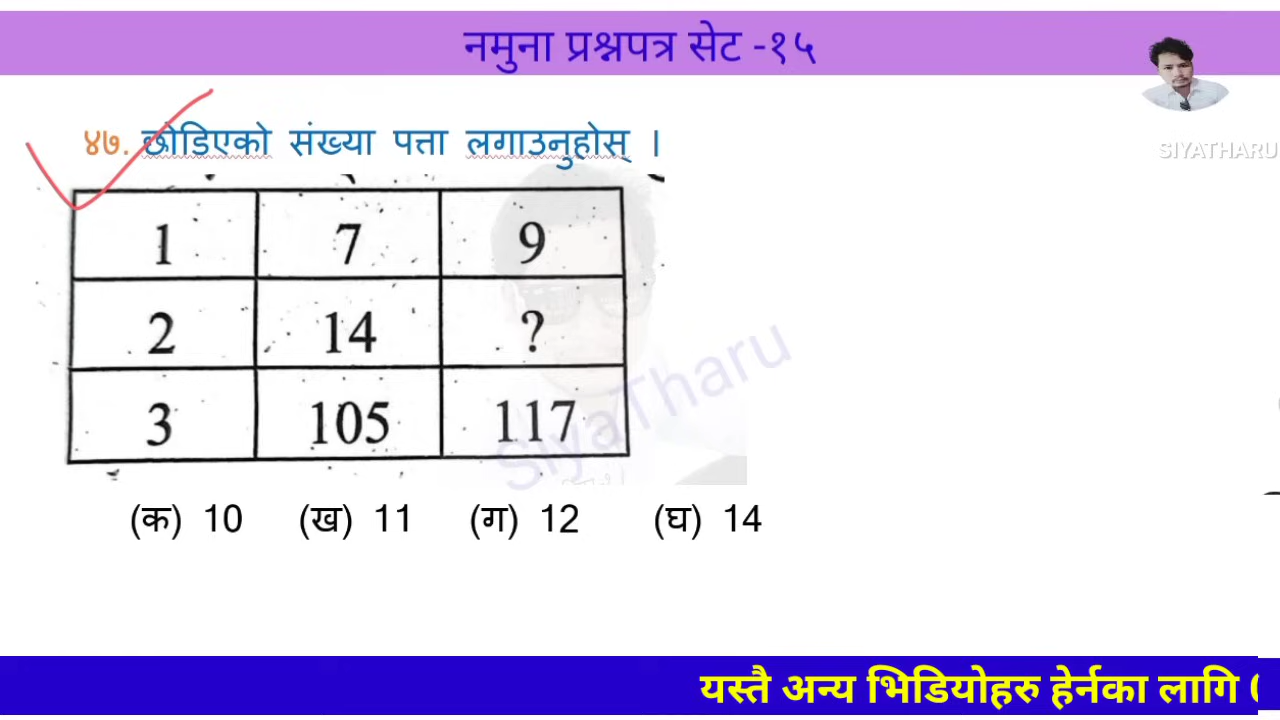 नमुना प्रश्नपत्र सेट -१५
SIYATHARU
४७. छोडिएको संख्या पत्ता लगाउनुहोस् ।
1 7 9
2 14 ?
3 105 117
SiyaTharu
(क) 10 (ख) 11 (ग) 12 (घ) 14
यस्तै अन्य भिडियोहरु हेर्नका लागि